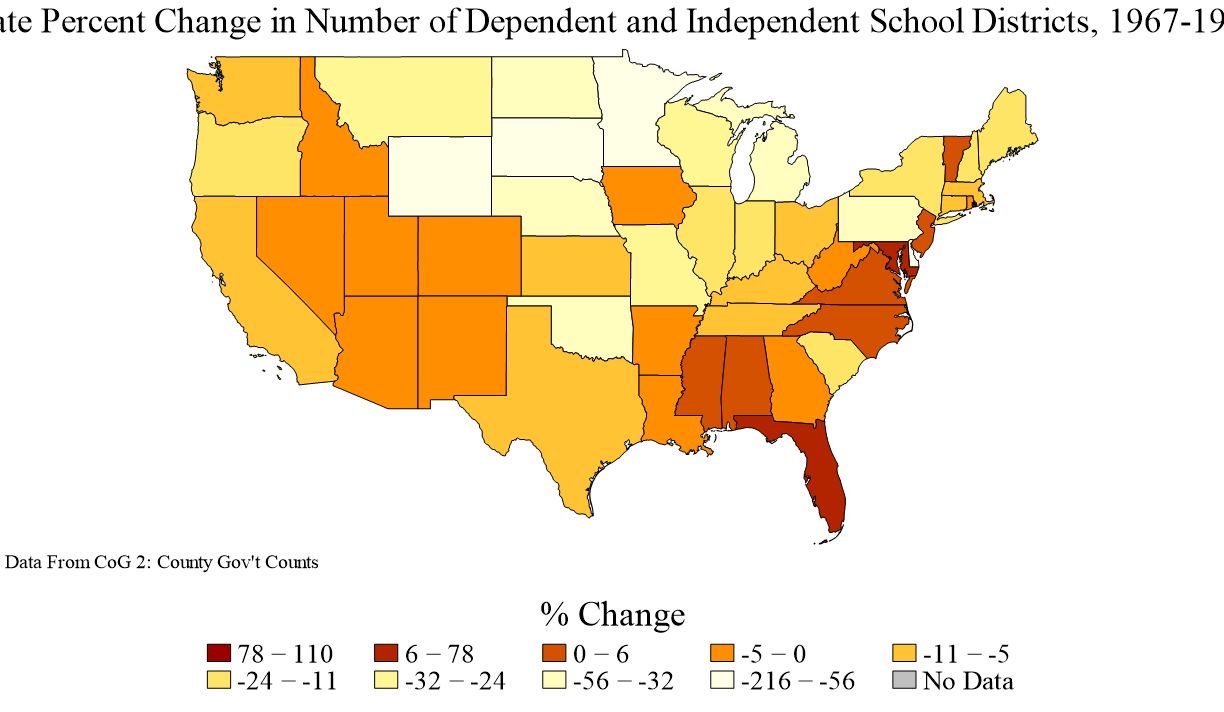 ate Percent Change in Number of Dependent and Independent School Districts, 1967-19
Data From CoG 2: County Gov't Counts
% Change
78 − 110 6 − 78 0 − 6 -5 − 0 -11 − -5
-24 − -11 -32 − -24 -56 − -32 -216 − -56 No Data